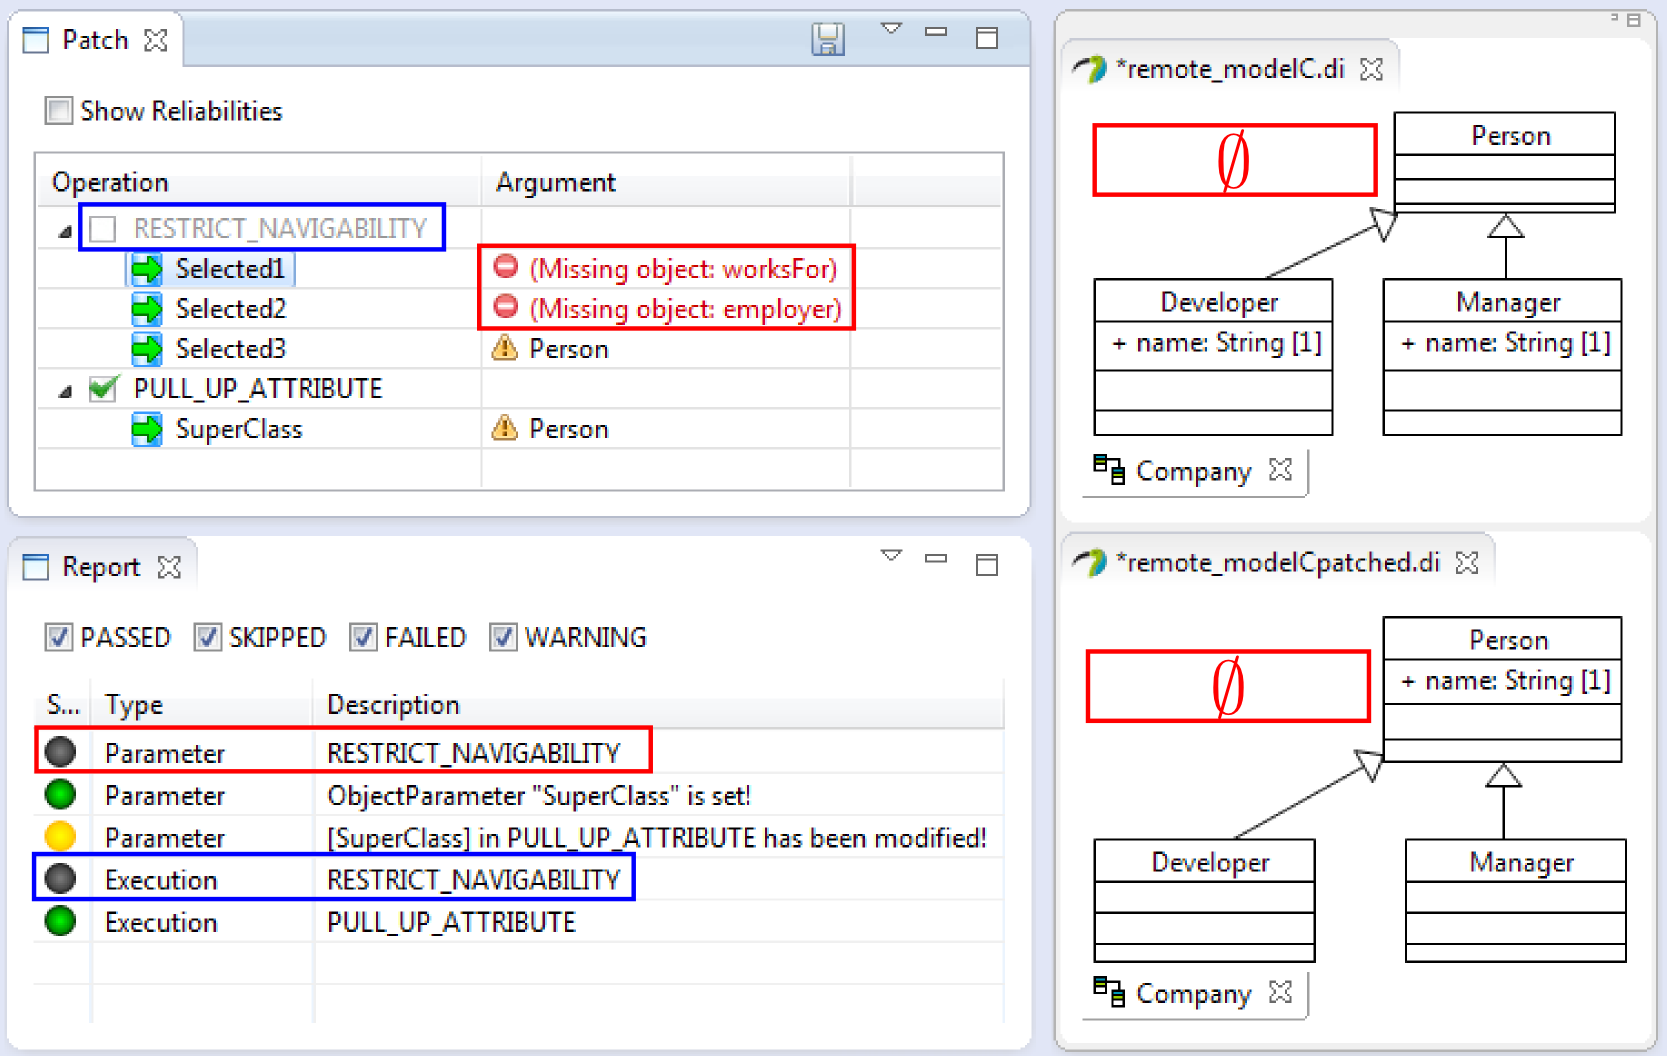 Patch
Show Reliabilities
Operation Argument
RESTRICT_NAVIGABILITY
Selected1 (Missing object: worksFor)
Selected2 (Missing object: employer)
Selected3 Person
PULL_UP_ATTRIBUTE
SuperClass Person
Report
PASSED SKIPPED FAILED WARNING
S... Type Description
Parameter RESTRICT_NAVIGABILITY
Parameter ObjectParameter "SuperClass" is set!
Parameter [SuperClass] in PULL_UP_ATTRIBUTE has been modified!
Execution RESTRICT_NAVIGABILITY
Execution PULL_UP_ATTRIBUTE
*remote_modelC.di
∅
Person
Developer
+ name: String [1]
Manager
+ name: String [1]
Company
*remote_modelCpatched.di
∅
Person
+ name: String [1]
Developer
Manager
Company